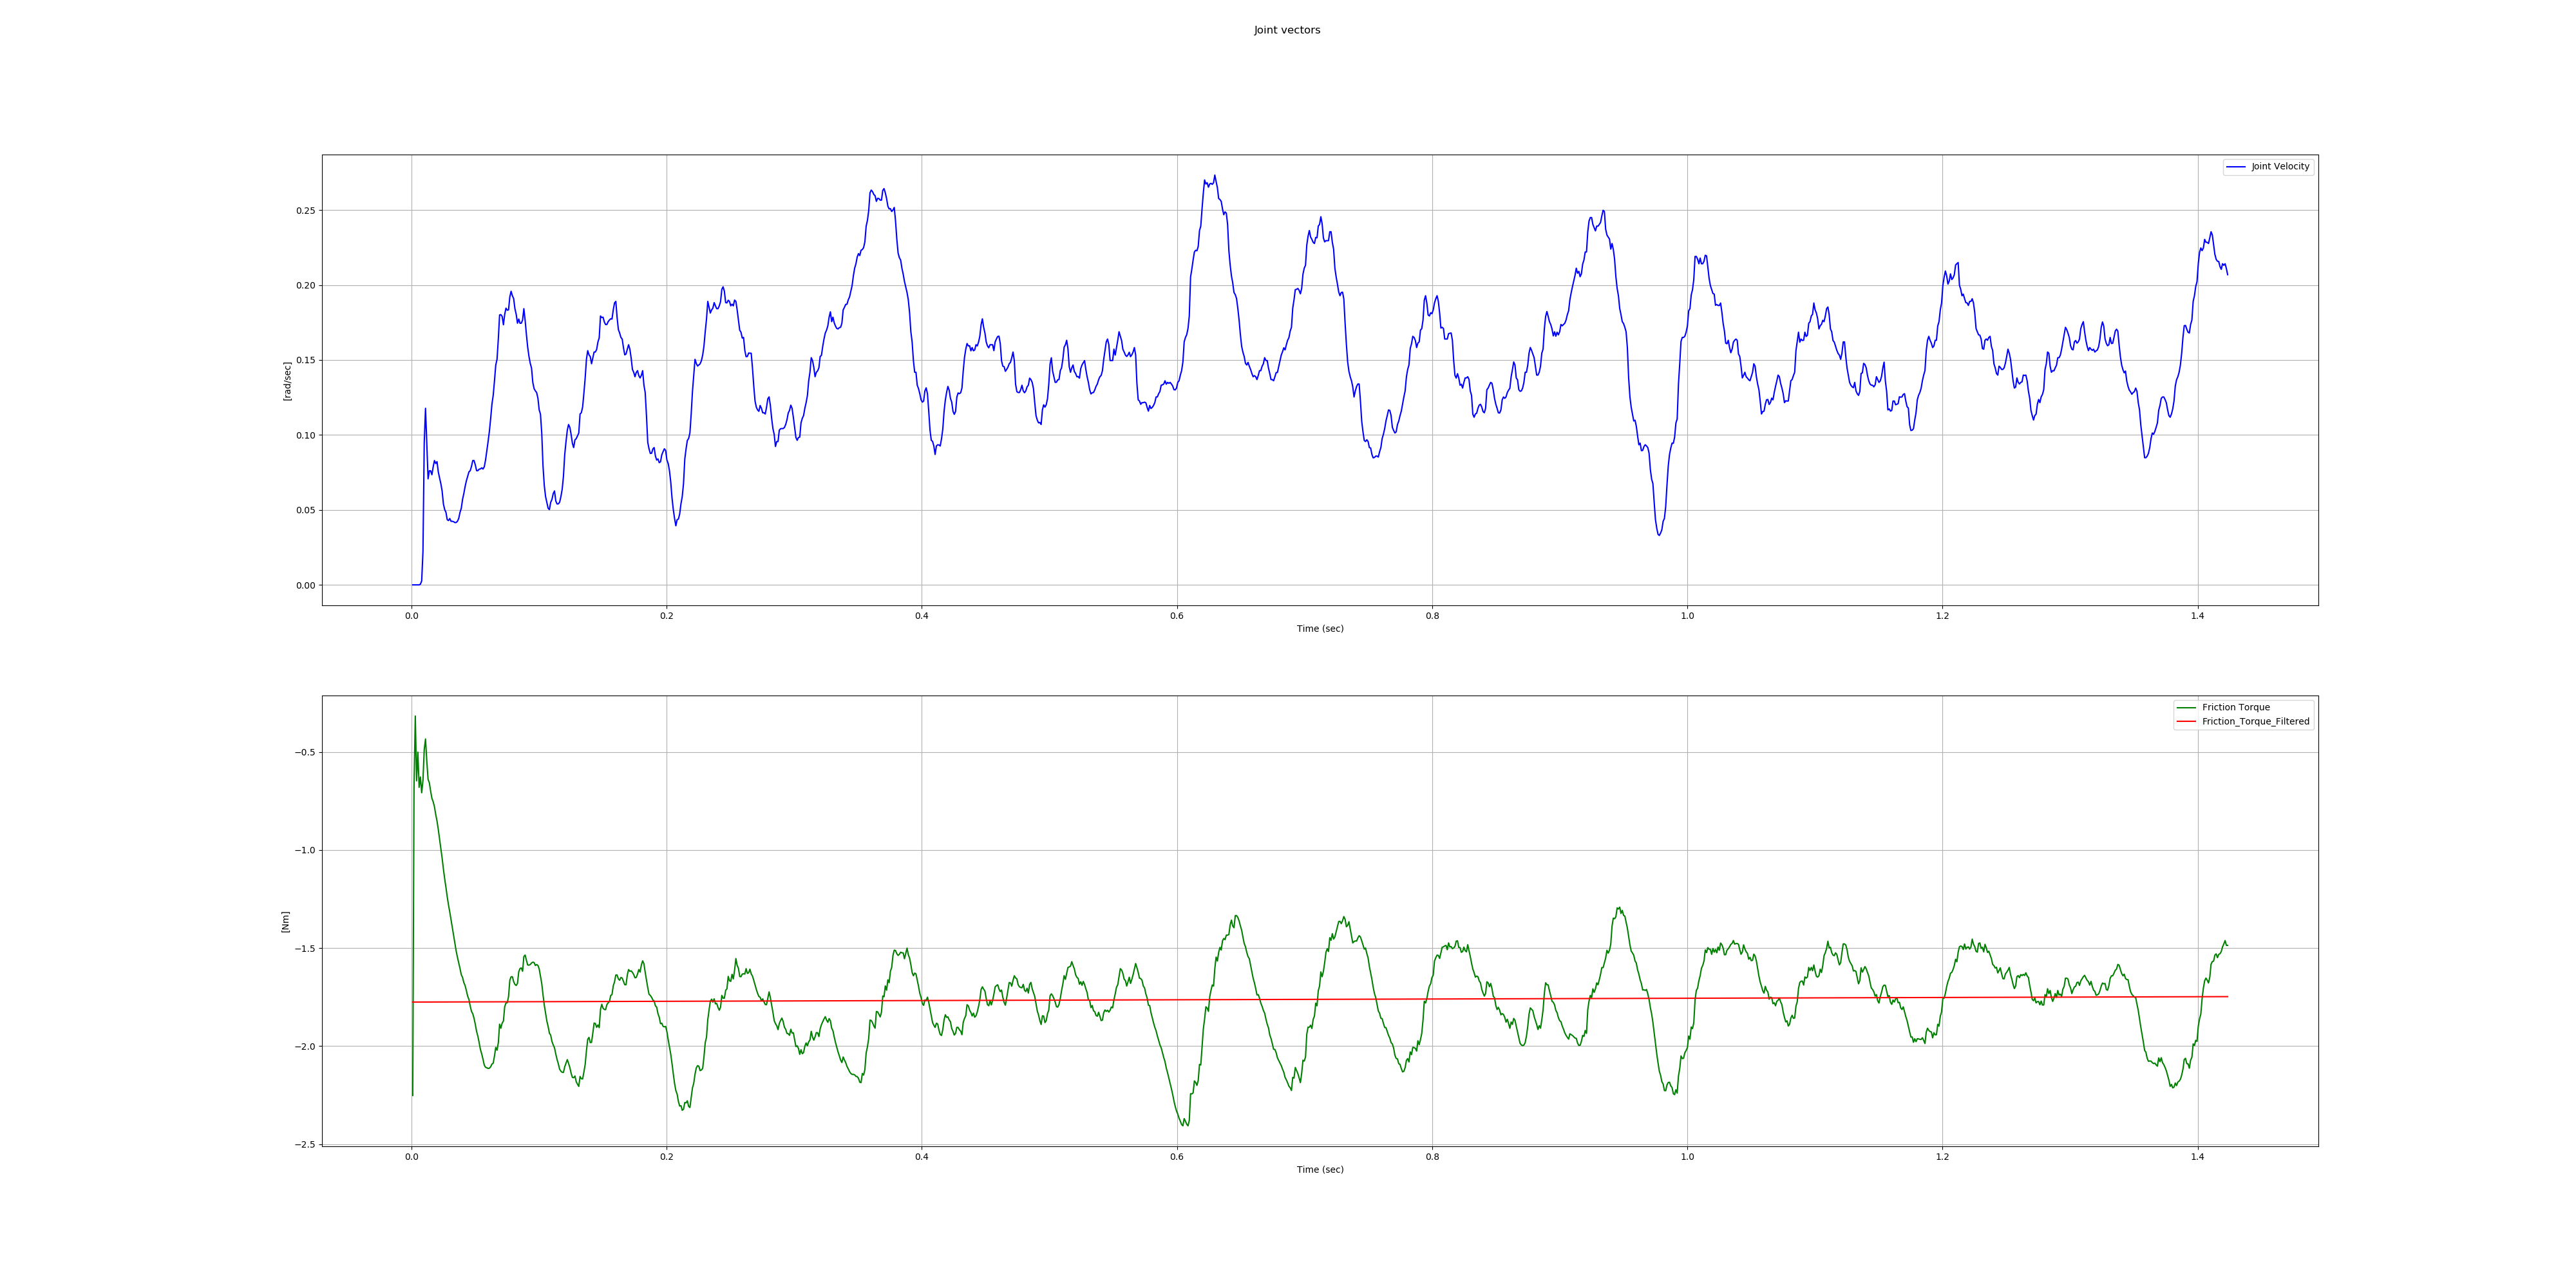 Joint vectors
Joint Velocity
0.25
0.20
0.15
0.10
0.05
0.00
[rad/sec]
0.0 0.2 0.4 0.6 0.8 1.0 1.2 1.4
Time (sec)
Friction Torque
Friction_Torque_Filtered
−0.5
−1.0
−1.5
−2.0
−2.5
[Nm]
0.0 0.2 0.4 0.6 0.8 1.0 1.2 1.4
Time (sec)